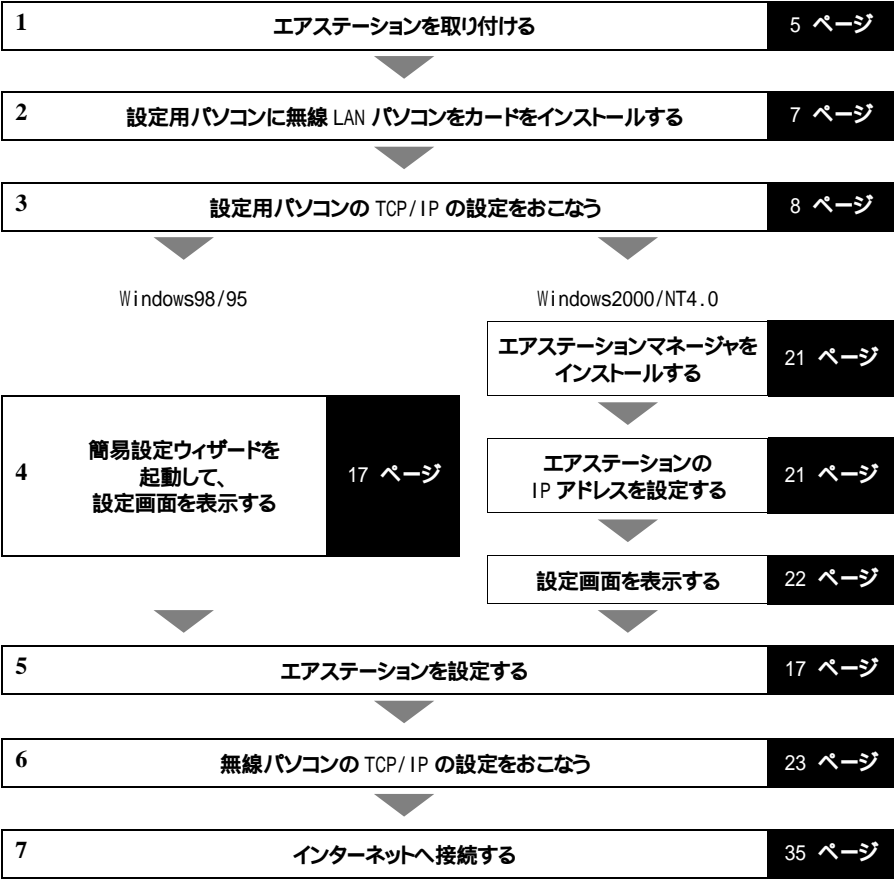 1 エアステーションを取り付ける 5 ページ
2 設定用パソコンに無線 LAN パソコンをカードをインストールする 7 ページ
3 設定用パソコンの TCP/IP の設定をおこなう 8 ページ
Windows98/95
4 簡易設定ウィザードを
起動して、
設定画面を表示する
17 ページ
Windows2000/NT4.0
エアステーションマネージャを
インストールする
21 ページ
エアステーションの
IP アドレスを設定する
21 ページ
設定画面を表示する 22 ページ
5 エアステーションを設定する 17 ページ
6 無線パソコンの TCP/IP の設定をおこなう 23 ページ
7 インターネットへ接続する 35 ページ